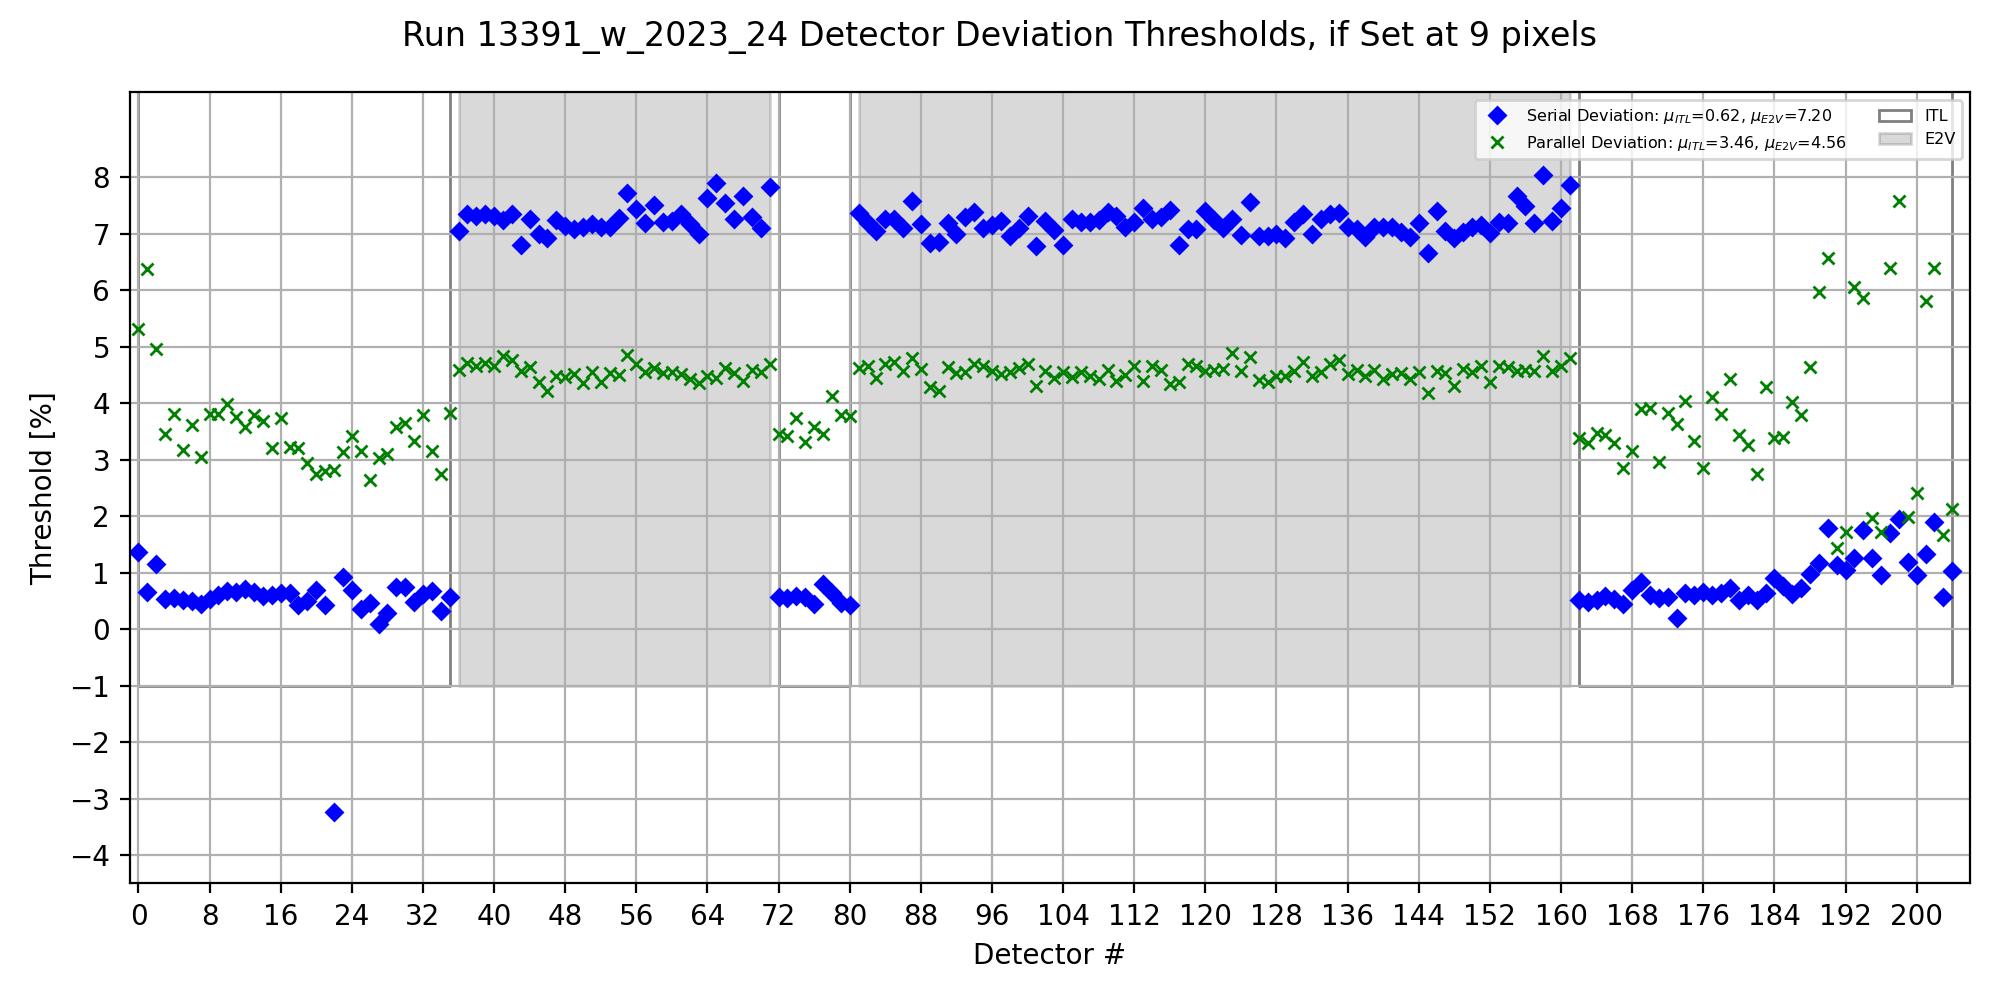 Run 13391_w_2023_24 Detector Deviation Thresholds, if Set at 9 pixels
Serial Deviation: μITL=0.62, μE2V=7.20
Parallel Deviation: μITL=3.46, μE2V=4.56
ITL
E2V
Threshold [%]
8
7
6
5
4
3
2
1
0
−1
−2
−3
−4
0 8 16 24 32 40 48 56 64 72 80 88 96 104 112 120 128 136 144 152 160 168 176 184 192 200
Detector #